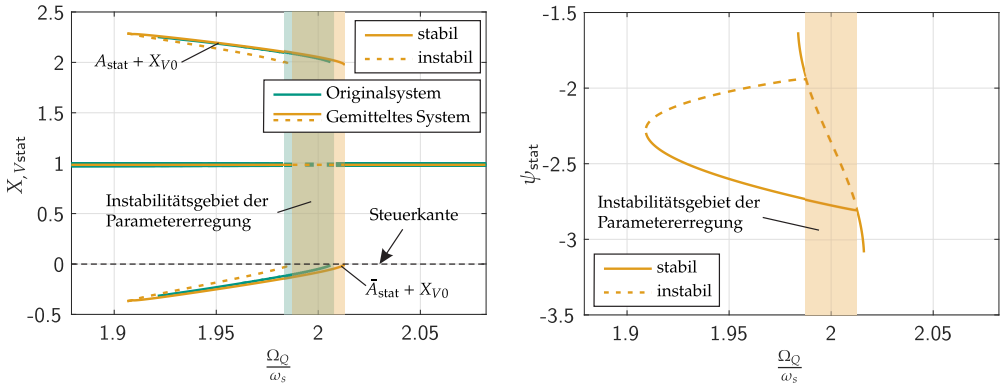 2.5
2
1.5
1
0.5
0
-0.5
X,Vstat
A_stat + X_V0
stabil
instabil
Originalsystem
Gemitteltes System
Instabilitätsgebiet der
Parametererregung
Steuerkante
Ā_stat + X_V0
1.9
1.95
2
2.05
Ω_Q
ω_s
-1.5
-2
-2.5
-3
-3.5
ψ_stat
Instabilitätsgebiet der
Parametererregung
stabil
instabil
1.9
1.95
2
2.05
Ω_Q
ω_s